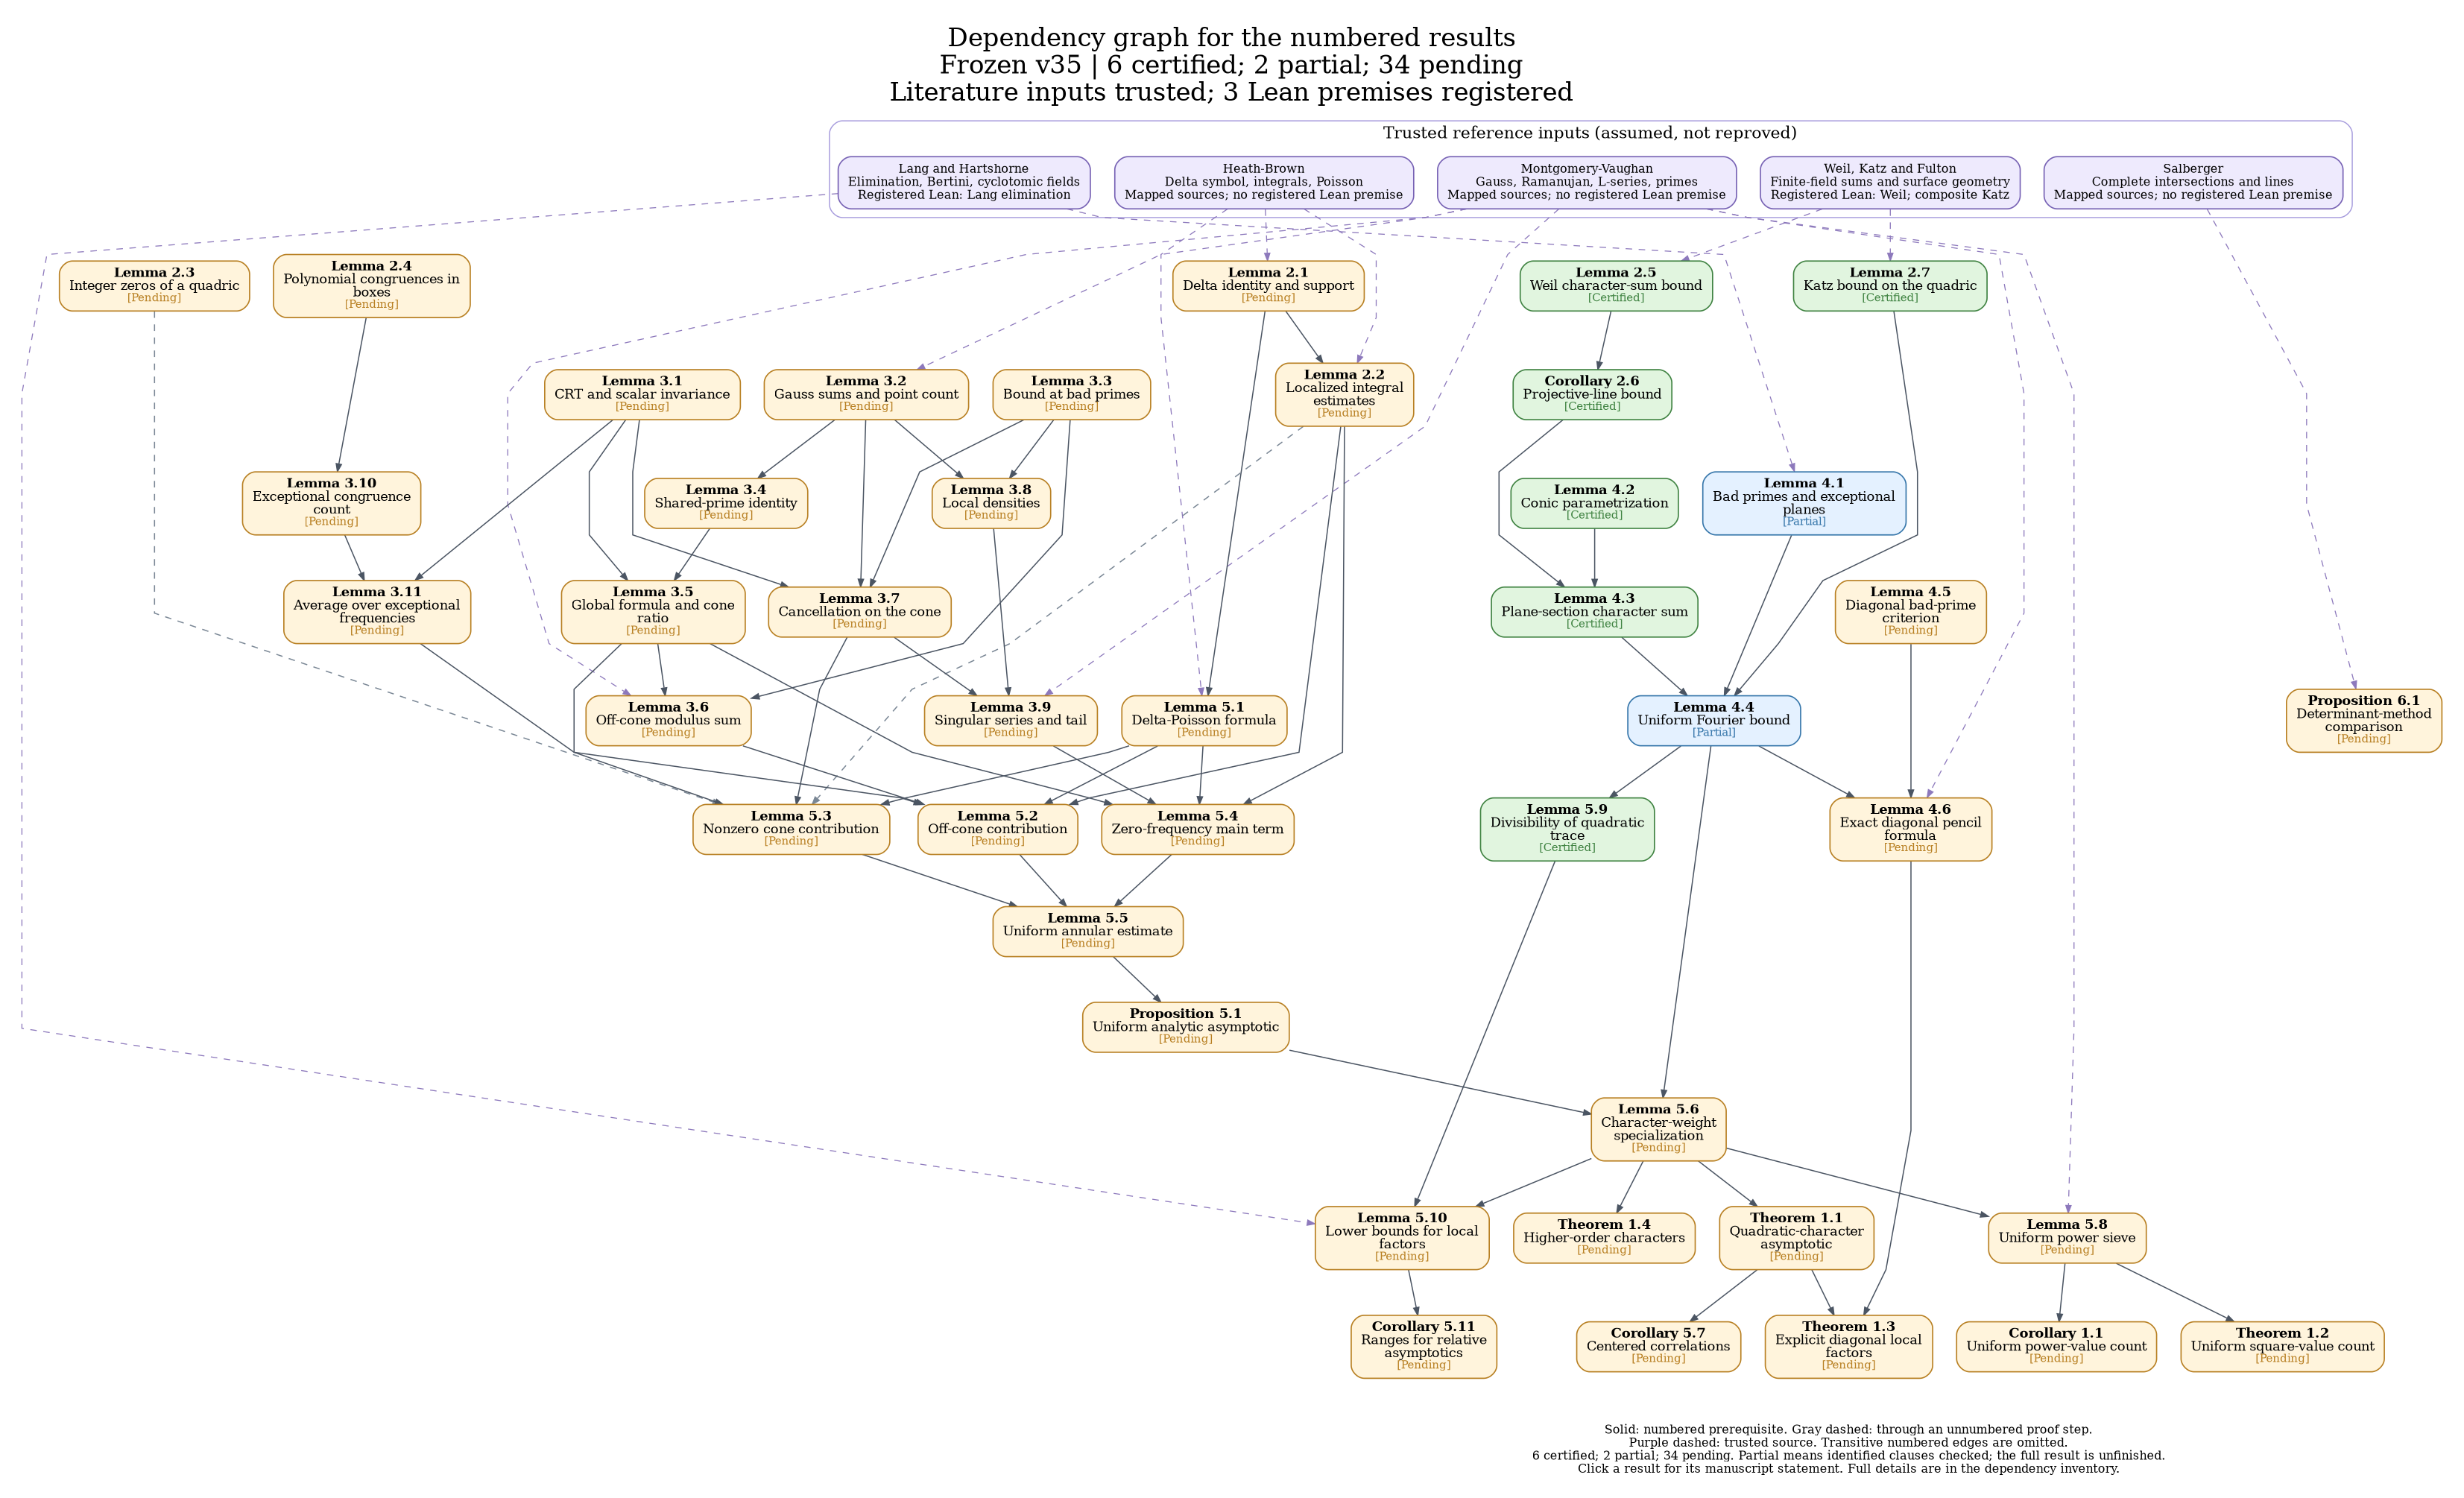 Dependency graph for the numbered results
Frozen v35 | 6 certified; 2 partial; 34 pending
Literature inputs trusted; 3 Lean premises registered
Trusted reference inputs (assumed, not reproved)
Lang and Hartshorne
Elimination, Bertini, cyclotomic fields
Registered Lean: Lang elimination
Heath-Brown
Delta symbol, integrals, Poisson
Mapped sources; no registered Lean premise
Montgomery-Vaughan
Gauss, Ramanujan, L-series, primes
Mapped sources; no registered Lean premise
Weil, Katz and Fulton
Finite-field sums and surface geometry
Registered Lean: Weil; composite Katz
Salberger
Complete intersections and lines
Mapped sources; no registered Lean premise
Lemma 2.3
Integer zeros of a quadric
[Pending]
Lemma 2.4
Polynomial congruences in
boxes
[Pending]
Lemma 2.1
Delta identity and support
[Pending]
Lemma 2.5
Weil character-sum bound
[Certified]
Lemma 2.7
Katz bound on the quadric
[Certified]
Lemma 3.1
CRT and scalar invariance
[Pending]
Lemma 3.2
Gauss sums and point count
[Pending]
Lemma 3.3
Bound at bad primes
[Pending]
Lemma 2.2
Localized integral
estimates
[Pending]
Corollary 2.6
Projective-line bound
[Certified]
Lemma 3.10
Exceptional congruence
count
[Pending]
Lemma 3.4
Shared-prime identity
[Pending]
Lemma 3.8
Local densities
[Pending]
Lemma 4.2
Conic parametrization
[Certified]
Lemma 4.1
Bad primes and exceptional
planes
[Partial]
Lemma 3.11
Average over exceptional
frequencies
[Pending]
Lemma 3.5
Global formula and cone
ratio
[Pending]
Lemma 3.7
Cancellation on the cone
[Pending]
Lemma 4.3
Plane-section character sum
[Certified]
Lemma 4.5
Diagonal bad-prime
criterion
[Pending]
Lemma 3.6
Off-cone modulus sum
[Pending]
Lemma 3.9
Singular series and tail
[Pending]
Lemma 5.1
Delta-Poisson formula
[Pending]
Lemma 4.4
Uniform Fourier bound
[Partial]
Proposition 6.1
Determinant-method
comparison
[Pending]
Lemma 5.3
Nonzero cone contribution
[Pending]
Lemma 5.2
Off-cone contribution
[Pending]
Lemma 5.4
Zero-frequency main term
[Pending]
Lemma 5.9
Divisibility of quadratic
trace
[Certified]
Lemma 4.6
Exact diagonal pencil
formula
[Pending]
Lemma 5.5
Uniform annular estimate
[Pending]
Proposition 5.1
Uniform analytic asymptotic
[Pending]
Lemma 5.6
Character-weight
specialization
[Pending]
Lemma 5.10
Lower bounds for local
factors
[Pending]
Theorem 1.4
Higher-order characters
[Pending]
Theorem 1.1
Quadratic-character
asymptotic
[Pending]
Lemma 5.8
Uniform power sieve
[Pending]
Corollary 5.11
Ranges for relative
asymptotics
[Pending]
Corollary 5.7
Centered correlations
[Pending]
Theorem 1.3
Explicit diagonal local
factors
[Pending]
Corollary 1.1
Uniform power-value count
[Pending]
Theorem 1.2
Uniform square-value count
[Pending]
Solid: numbered prerequisite. Gray dashed: through an unnumbered proof step.
Purple dashed: trusted source. Transitive numbered edges are omitted.
6 certified; 2 partial; 34 pending. Partial means identified clauses checked; the full result is unfinished.
Click a result for its manuscript statement. Full details are in the dependency inventory.